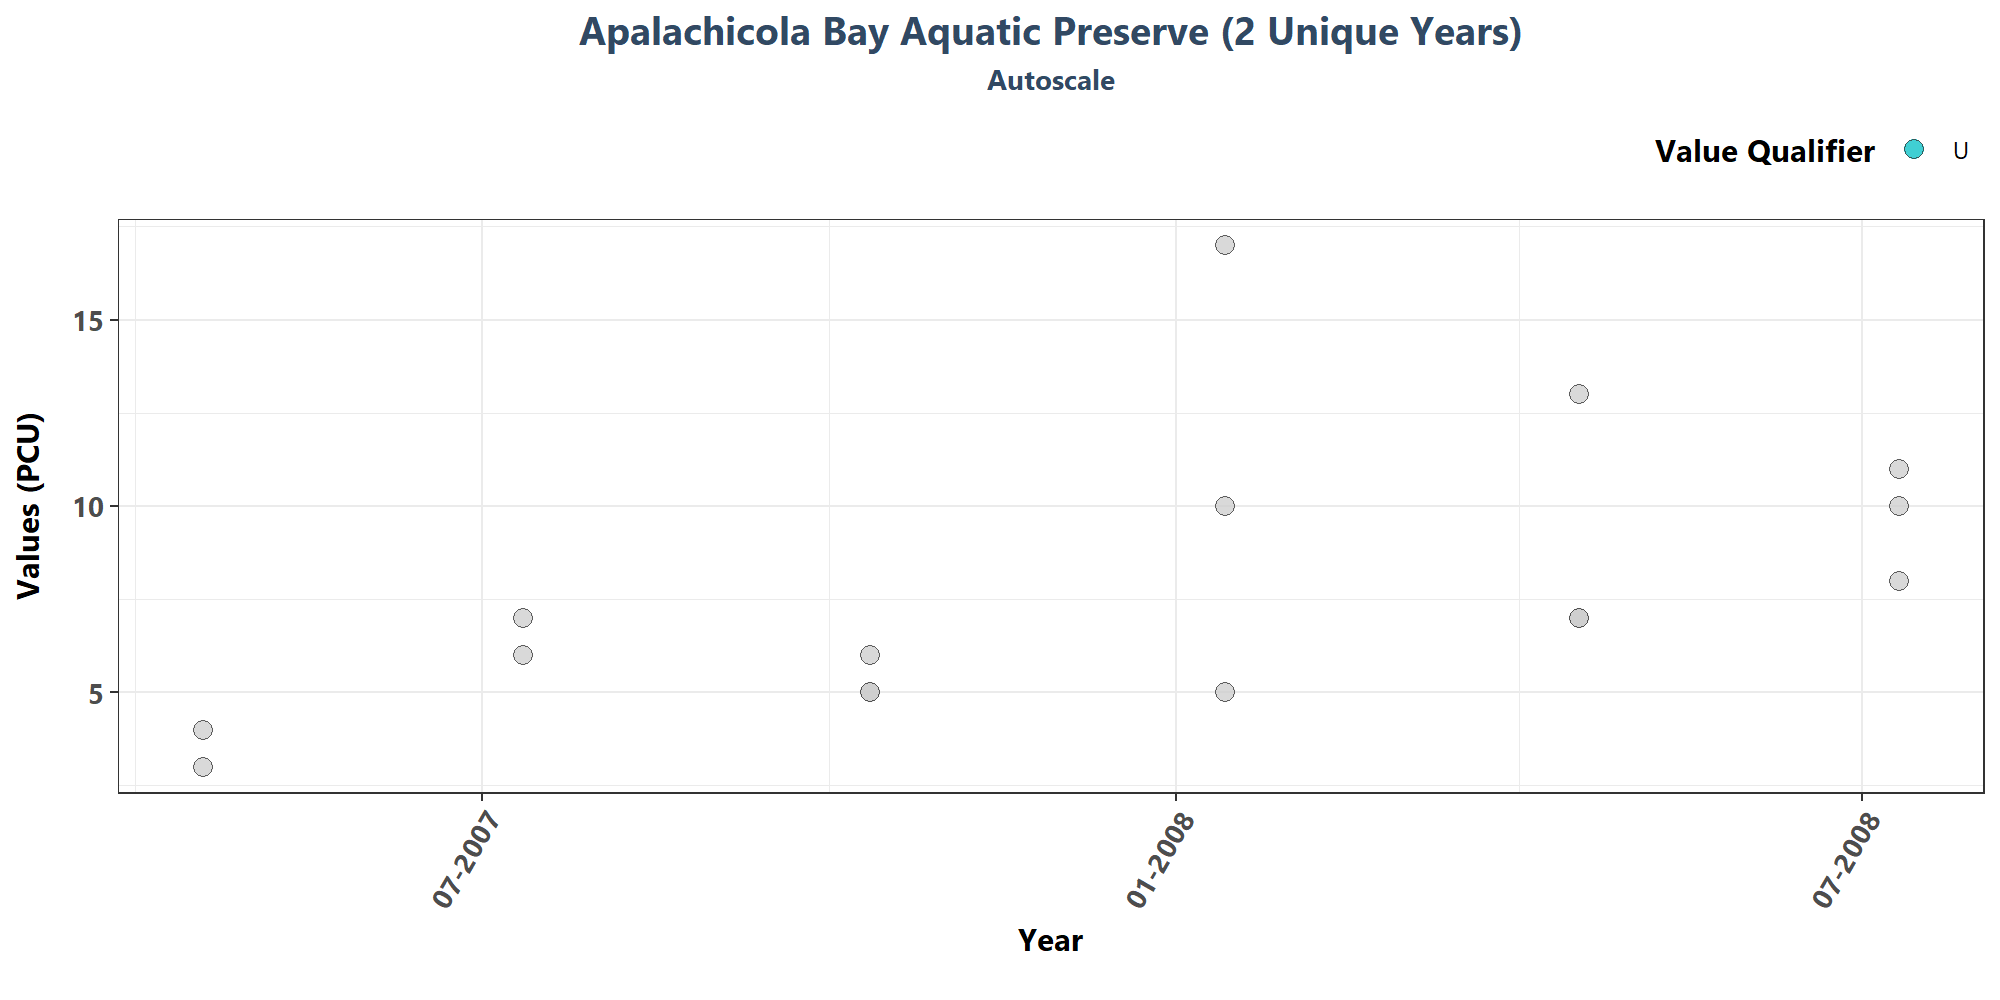 Apalachicola Bay Aquatic Preserve (2 Unique Years)
Autoscale
Value Qualifier U
Values (PCU)
15
10
5
07-2007
01-2008
07-2008
Year